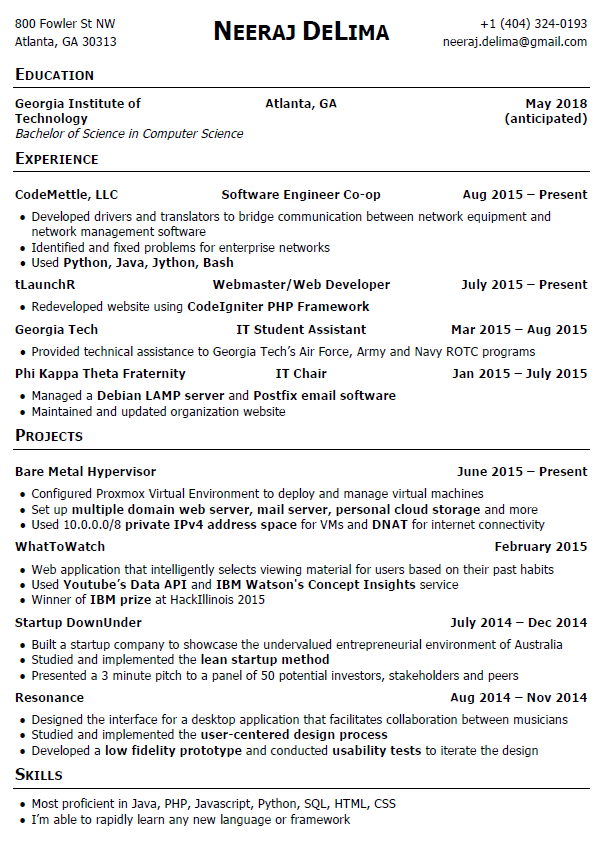 800 Fowler St NW
Atlanta, GA 30313
NEERAJ DELIMA
+1 (404) 324-0193
neeraj.delima@gmail.com
EDUCATION
Georgia Institute of Technology Atlanta, GA May 2018 (anticipated)
Bachelor of Science in Computer Science
EXPERIENCE
CodeMettle, LLC Software Engineer Co-op Aug 2015 – Present
• Developed drivers and translators to bridge communication between network equipment and
network management software
• Identified and fixed problems for enterprise networks
• Used Python, Java, Jython, Bash
tLaunchR Webmaster/Web Developer July 2015 – Present
• Redeveloped website using CodeIgniter PHP Framework
Georgia Tech IT Student Assistant Mar 2015 – Aug 2015
• Provided technical assistance to Georgia Tech’s Air Force, Army and Navy ROTC programs
Phi Kappa Theta Fraternity IT Chair Jan 2015 – July 2015
• Managed a Debian LAMP server and Postfix email software
• Maintained and updated organization website
PROJECTS
Bare Metal Hypervisor June 2015 – Present
• Configured Proxmox Virtual Environment to deploy and manage virtual machines
• Set up multiple domain web server, mail server, personal cloud storage and more
• Used 10.0.0.0/8 private IPv4 address space for VMs and DNAT for internet connectivity
WhatToWatch February 2015
• Web application that intelligently selects viewing material for users based on their past habits
• Used Youtube’s Data API and IBM Watson's Concept Insights service
• Winner of IBM prize at HackIllinois 2015
Startup DownUnder July 2014 – Dec 2014
• Built a startup company to showcase the undervalued entrepreneurial environment of Australia
• Studied and implemented the lean startup method
• Presented a 3 minute pitch to a panel of 50 potential investors, stakeholders and peers
Resonance Aug 2014 – Nov 2014
• Designed the interface for a desktop application that facilitates collaboration between musicians
• Studied and implemented the user-centered design process
• Developed a low fidelity prototype and conducted usability tests to iterate the design
SKILLS
• Most proficient in Java, PHP, Javascript, Python, SQL, HTML, CSS
• I’m able to rapidly learn any new language or framework